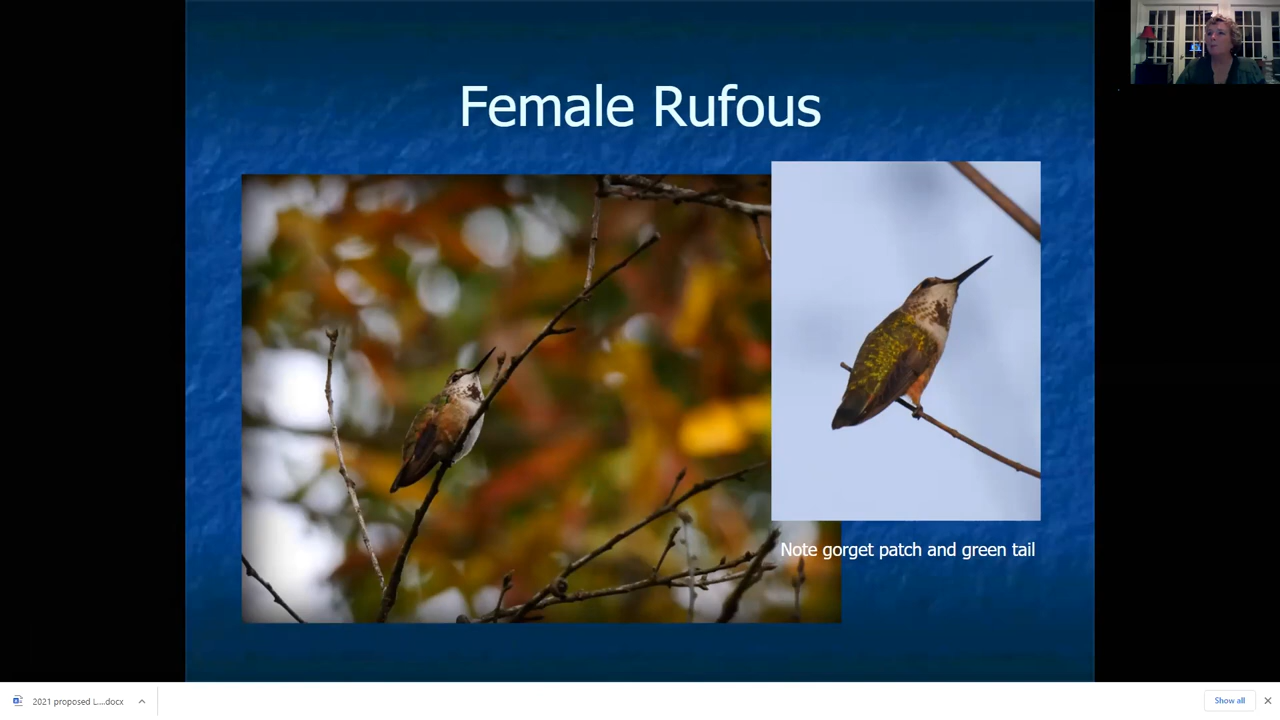 Female Rufous
Note gorget patch and green tail
2021 proposed L....docx
Show all